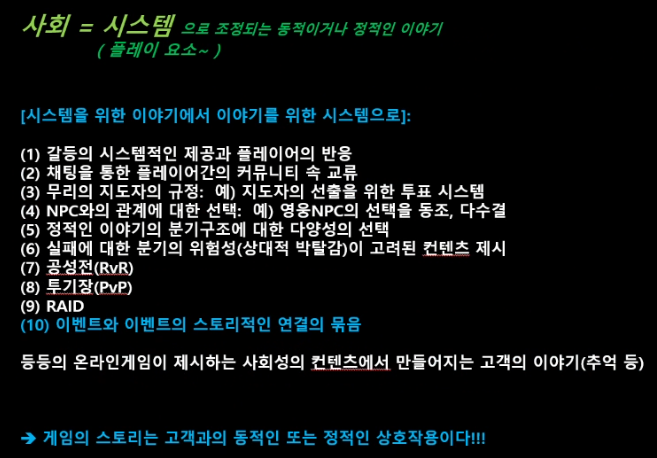 사회 = 시스템 으로 조정되는 동적이거나 정적인 이야기
( 플레이 요소~ )
[시스템을 위한 이야기에서 이야기를 위한 시스템으로]:
(1) 갈등의 시스템적인 제공과 플레이어의 반응
(2) 채팅을 통한 플레이어간의 커뮤니티 속 교류
(3) 무리의 지도자의 규정: 예) 지도자의 선출을 위한 투표 시스템
(4) NPC와의 관계에 대한 선택: 예) 영웅NPC의 선택을 동조, 다수결
(5) 정적인 이야기의 분기구조에 대한 다양성의 선택
(6) 실패에 대한 분기의 위험성(상대적 박탈감)이 고려된 컨텐츠 제시
(7) 공성전(RvR)
(8) 투기장(PvP)
(9) RAID
(10) 이벤트와 이벤트의 스토리적인 연결의 묶음
등등의 온라인게임이 제시하는 사회성의 컨텐츠에서 만들어지는 고객의 이야기(추억 등)
➔ 게임의 스토리는 고객과의 동적인 또는 정적인 상호작용이다!!!